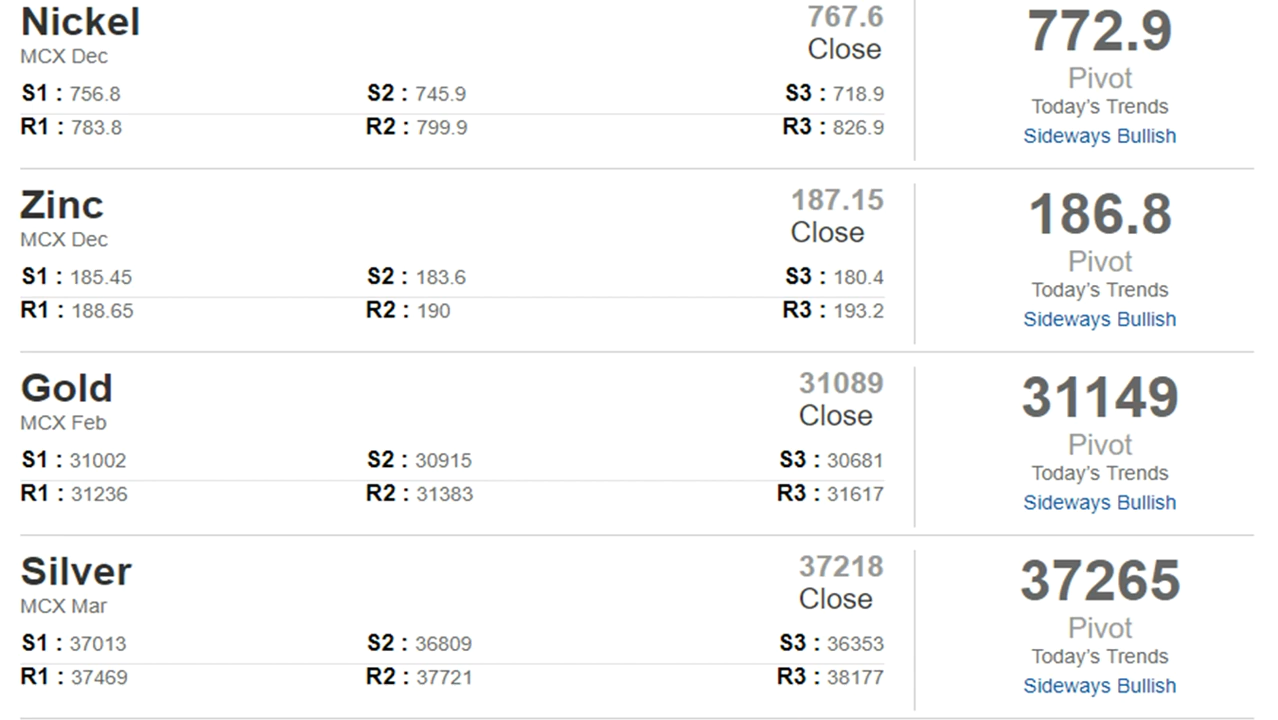 Nickel 767.6 772.9
MCX Dec Close Pivot
S1 : 756.8 S2 : 745.9 S3 : 718.9 Today’s Trends
R1 : 783.8 R2 : 799.9 R3 : 826.9 Sideways Bullish
Zinc 187.15 186.8
MCX Dec Close Pivot
S1 : 185.45 S2 : 183.6 S3 : 180.4 Today’s Trends
R1 : 188.65 R2 : 190 R3 : 193.2 Sideways Bullish
Gold 31089 31149
MCX Feb Close Pivot
S1 : 31002 S2 : 30915 S3 : 30681 Today’s Trends
R1 : 31236 R2 : 31383 R3 : 31617 Sideways Bullish
Silver 37218 37265
MCX Mar Close Pivot
S1 : 37013 S2 : 36809 S3 : 36353 Today’s Trends
R1 : 37469 R2 : 37721 R3 : 38177 Sideways Bullish